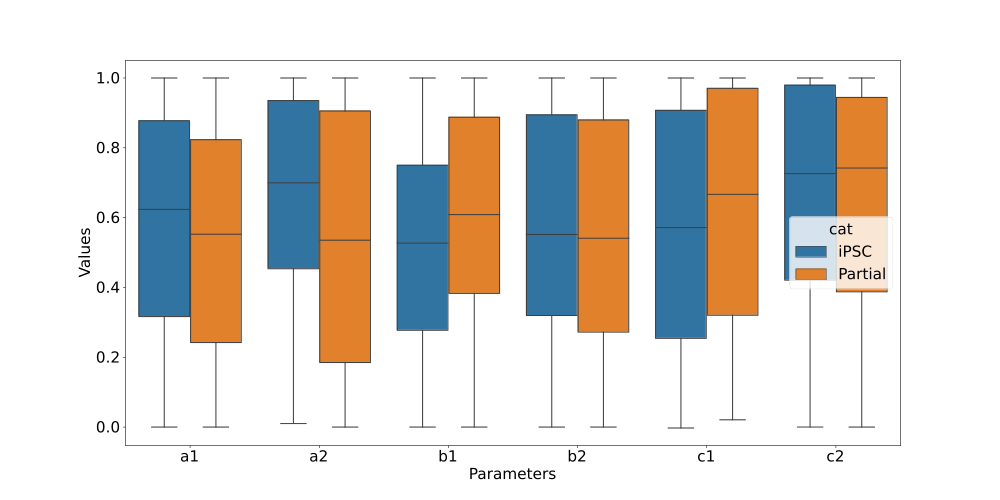 1.0
0.8
0.6
0.4
0.2
0.0
Values
cat
iPSC
Partial
a1 a2 b1 b2 c1 c2
Parameters